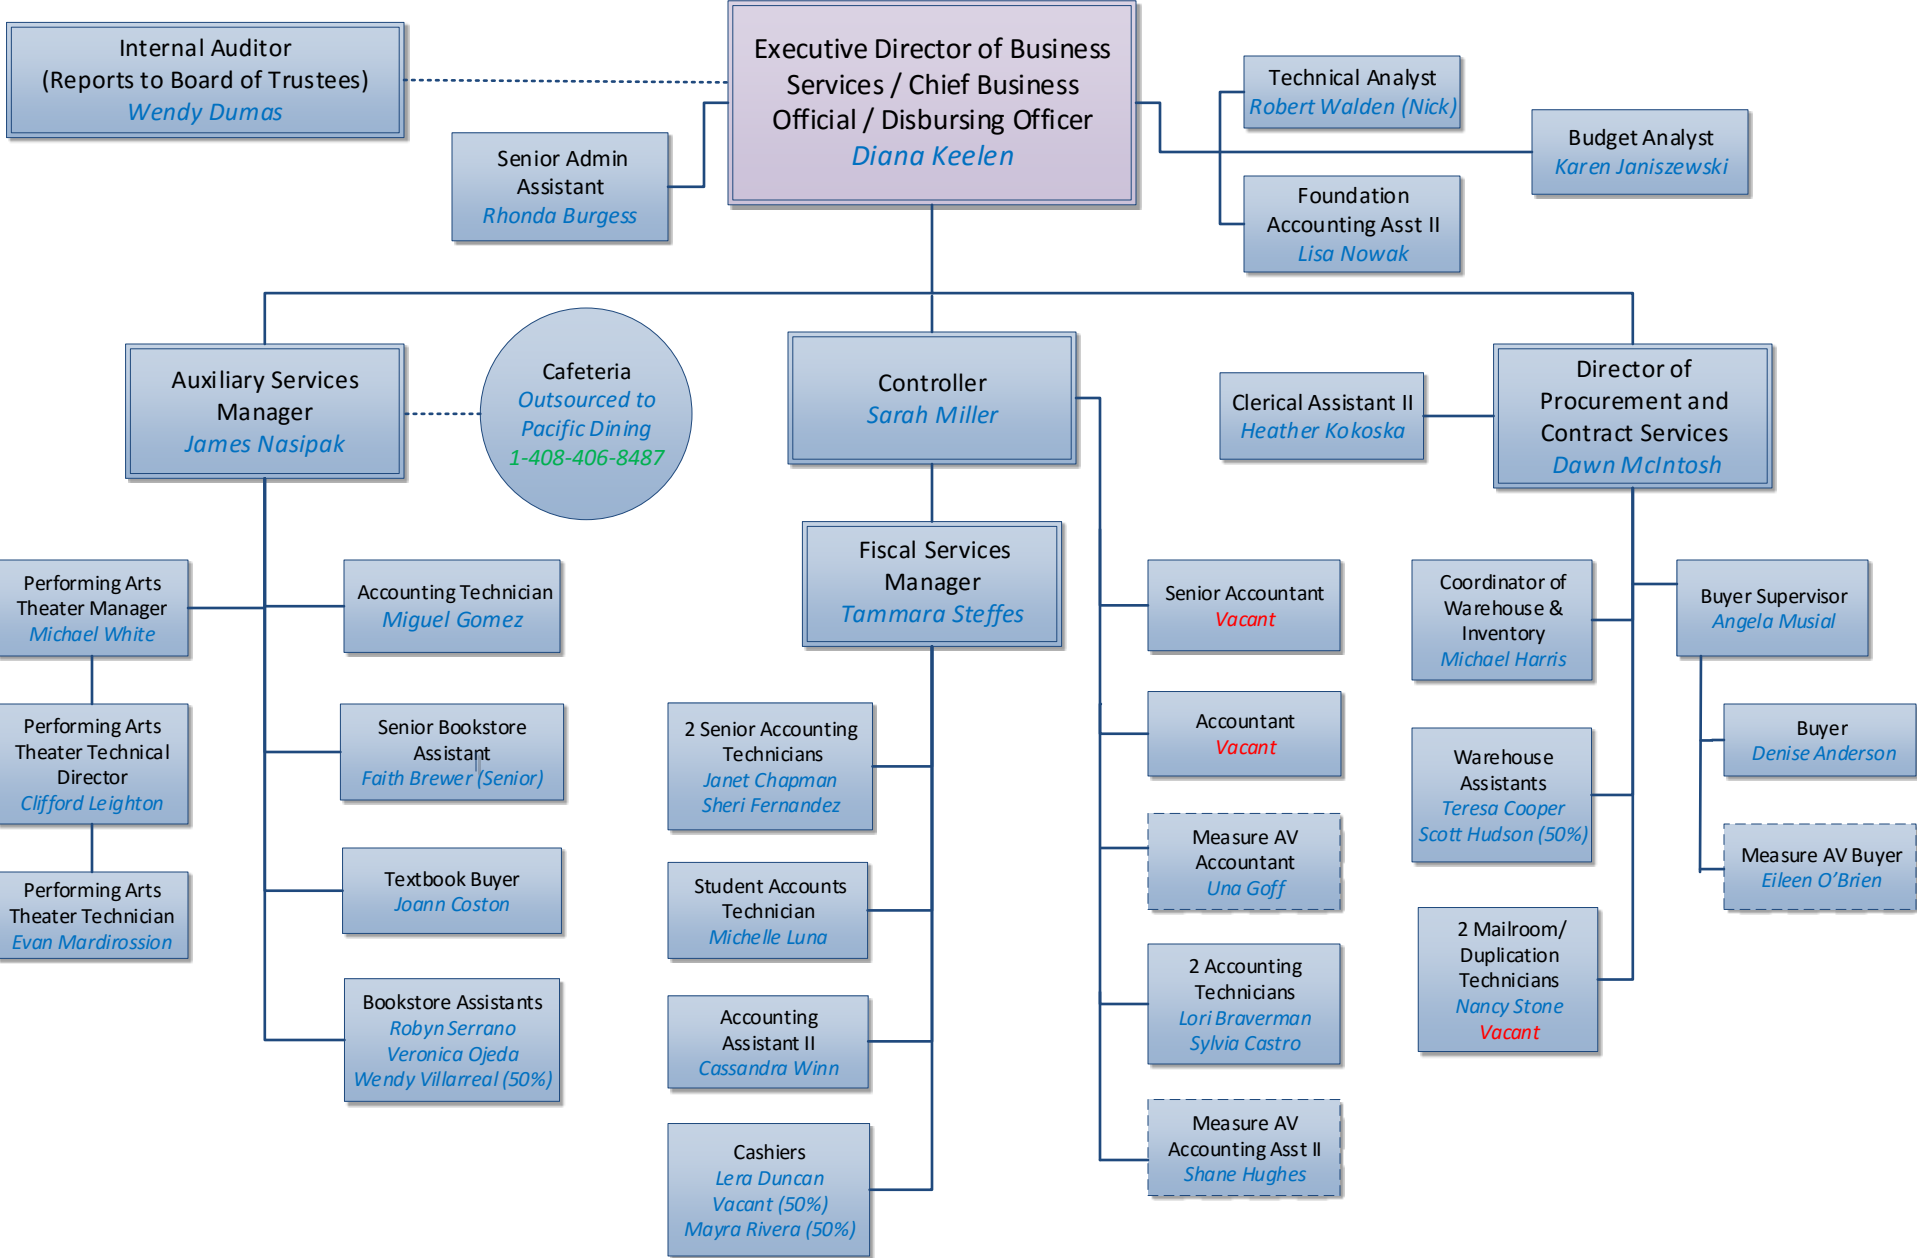 Internal Auditor
(Reports to Board of Trustees)
Wendy Dumas
Executive Director of Business
Services / Chief Business
Official / Disbursing Officer
Diana Keelen
Senior Admin
Assistant
Rhonda Burgess
Technical Analyst
Robert Walden (Nick)
Budget Analyst
Karen Janiszewski
Foundation
Accounting Asst II
Lisa Nowak
Auxiliary Services
Manager
James Nasipak
Cafeteria
Outsourced to
Pacific Dining
1-408-406-8487
Controller
Sarah Miller
Clerical Assistant II
Heather Kokoska
Director of
Procurement and
Contract Services
Dawn McIntosh
Fiscal Services
Manager
Tammara Steffes
Performing Arts
Theater Manager
Michael White
Performing Arts
Theater Technical
Director
Clifford Leighton
Performing Arts
Theater Technician
Evan Mardirossion
Accounting Technician
Miguel Gomez
Senior Bookstore
Assistant
Faith Brewer (Senior)
Textbook Buyer
Joann Coston
Bookstore Assistants
Robyn Serrano
Veronica Ojeda
Wendy Villarreal (50%)
2 Senior Accounting
Technicians
Janet Chapman
Sheri Fernandez
Student Accounts
Technician
Michelle Luna
Accounting
Assistant II
Cassandra Winn
Cashiers
Lera Duncan
Vacant (50%)
Mayra Rivera (50%)
Senior Accountant
Vacant
Accountant
Vacant
Measure AV
Accountant
Una Goff
2 Accounting
Technicians
Lori Braverman
Sylvia Castro
Measure AV
Accounting Asst II
Shane Hughes
Coordinator of
Warehouse &
Inventory
Michael Harris
Warehouse
Assistants
Teresa Cooper
Scott Hudson (50%)
2 Mailroom/
Duplication
Technicians
Nancy Stone
Vacant
Buyer Supervisor
Angela Musial
Buyer
Denise Anderson
Measure AV Buyer
Eileen O’Brien